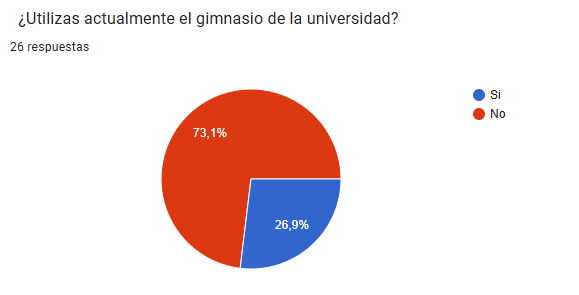 ¿Utilizas actualmente el gimnasio de la universidad?
26 respuestas
Si
No
73,1%
26,9%